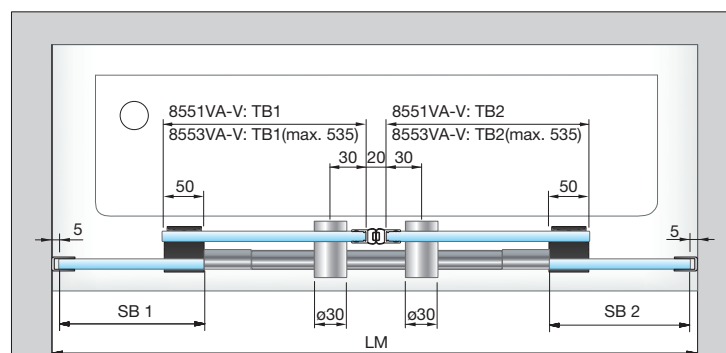 8551VA-V: TB1
8551VA-V: TB2
8553VA-V: TB1(max. 535)
8553VA-V: TB2(max. 535)
30
20
30
50
50
5
5
SB 1
ø30
ø30
SB 2
LM